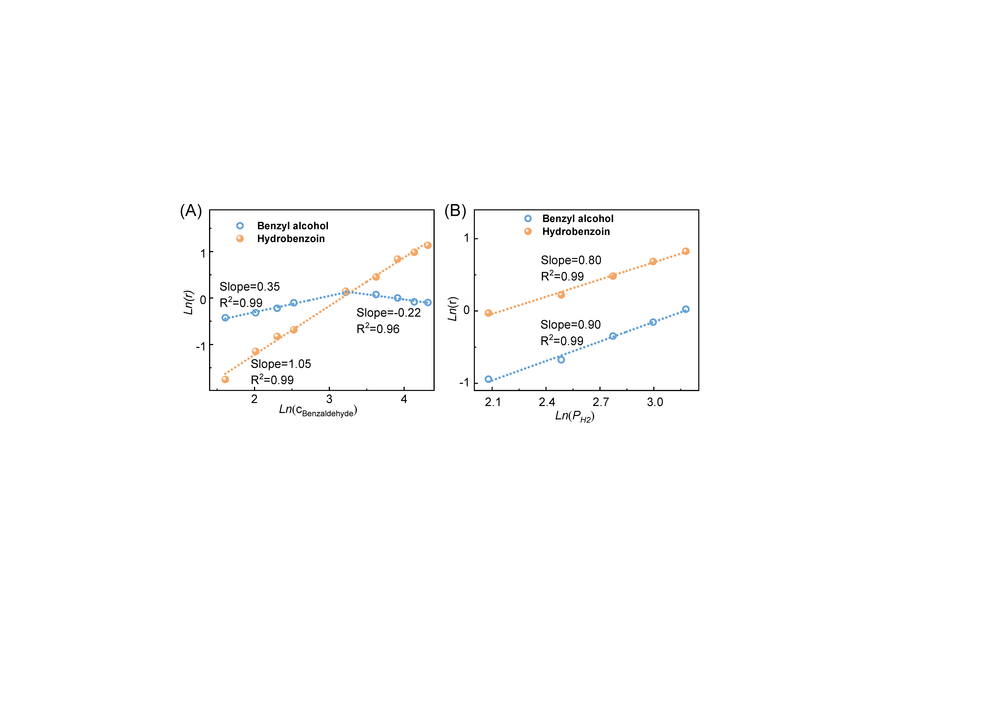 (A)
Benzyl alcohol
Hydrobenzoin
Slope=0.35
R²=0.99
Slope=-0.22
R²=0.96
Slope=1.05
R²=0.99
1
0
-1
Ln(r)
2 3 4
Ln(cBenzaldehyde)
(B)
Benzyl alcohol
Hydrobenzoin
Slope=0.80
R²=0.99
Slope=0.90
R²=0.99
1
0
-1
Ln(r)
2.1 2.4 2.7 3.0
Ln(PH2)